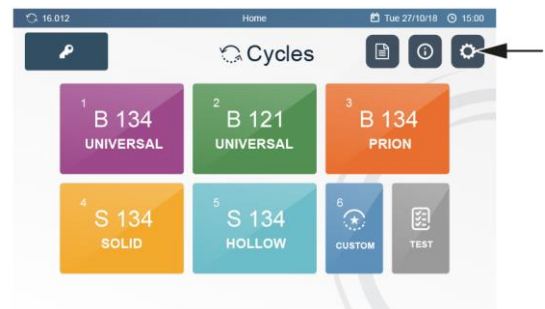 16.012 Home Tue 27/10/18 15:00
Cycles
1 2 3
B 134 B 121 B 134
UNIVERSAL UNIVERSAL PRION
4 5 6
S 134 S 134
SOLID HOLLOW CUSTOM TEST